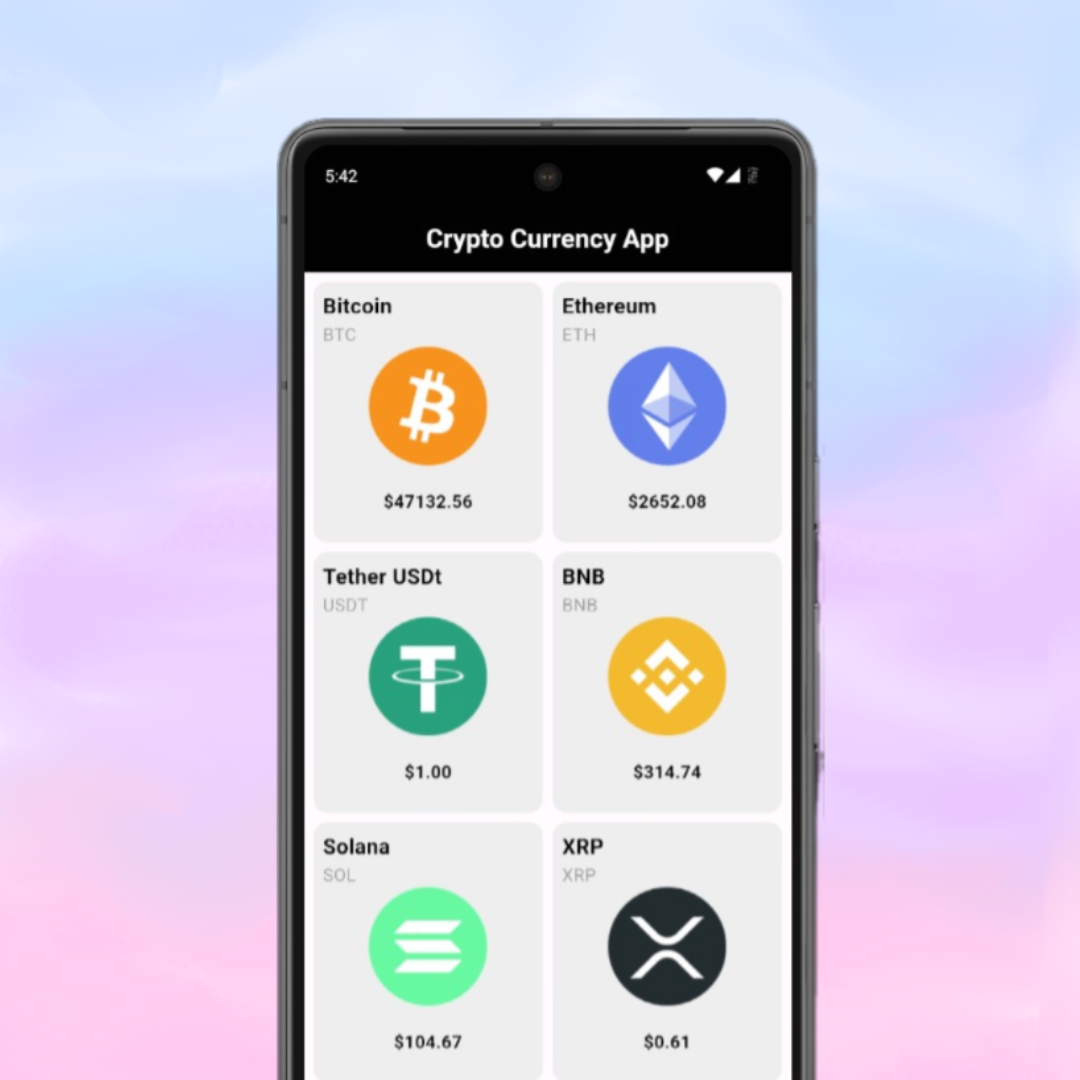 5:42
Crypto Currency App
Bitcoin
BTC
$47132.56
Ethereum
ETH
$2652.08
Tether USDt
USDT
$1.00
BNB
BNB
$314.74
Solana
SOL
$104.67
XRP
XRP
$0.61